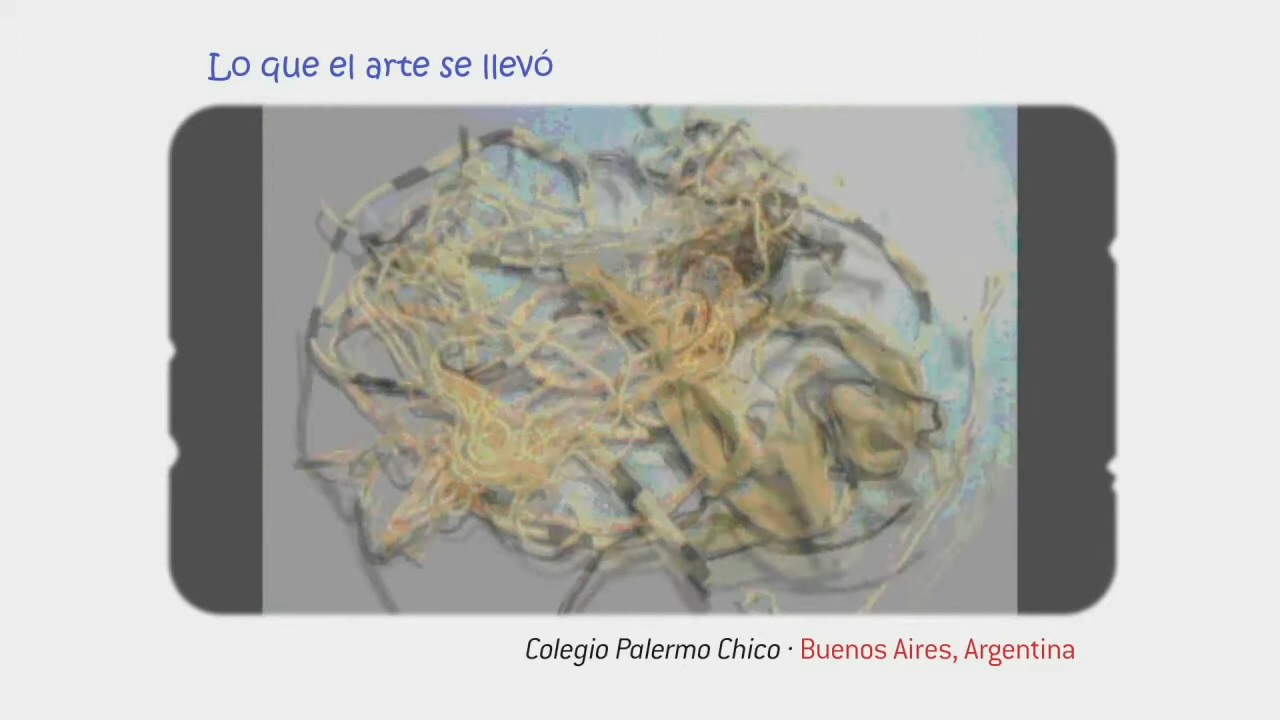 Lo que el arte se llevó
Colegio Palermo Chico · Buenos Aires, Argentina